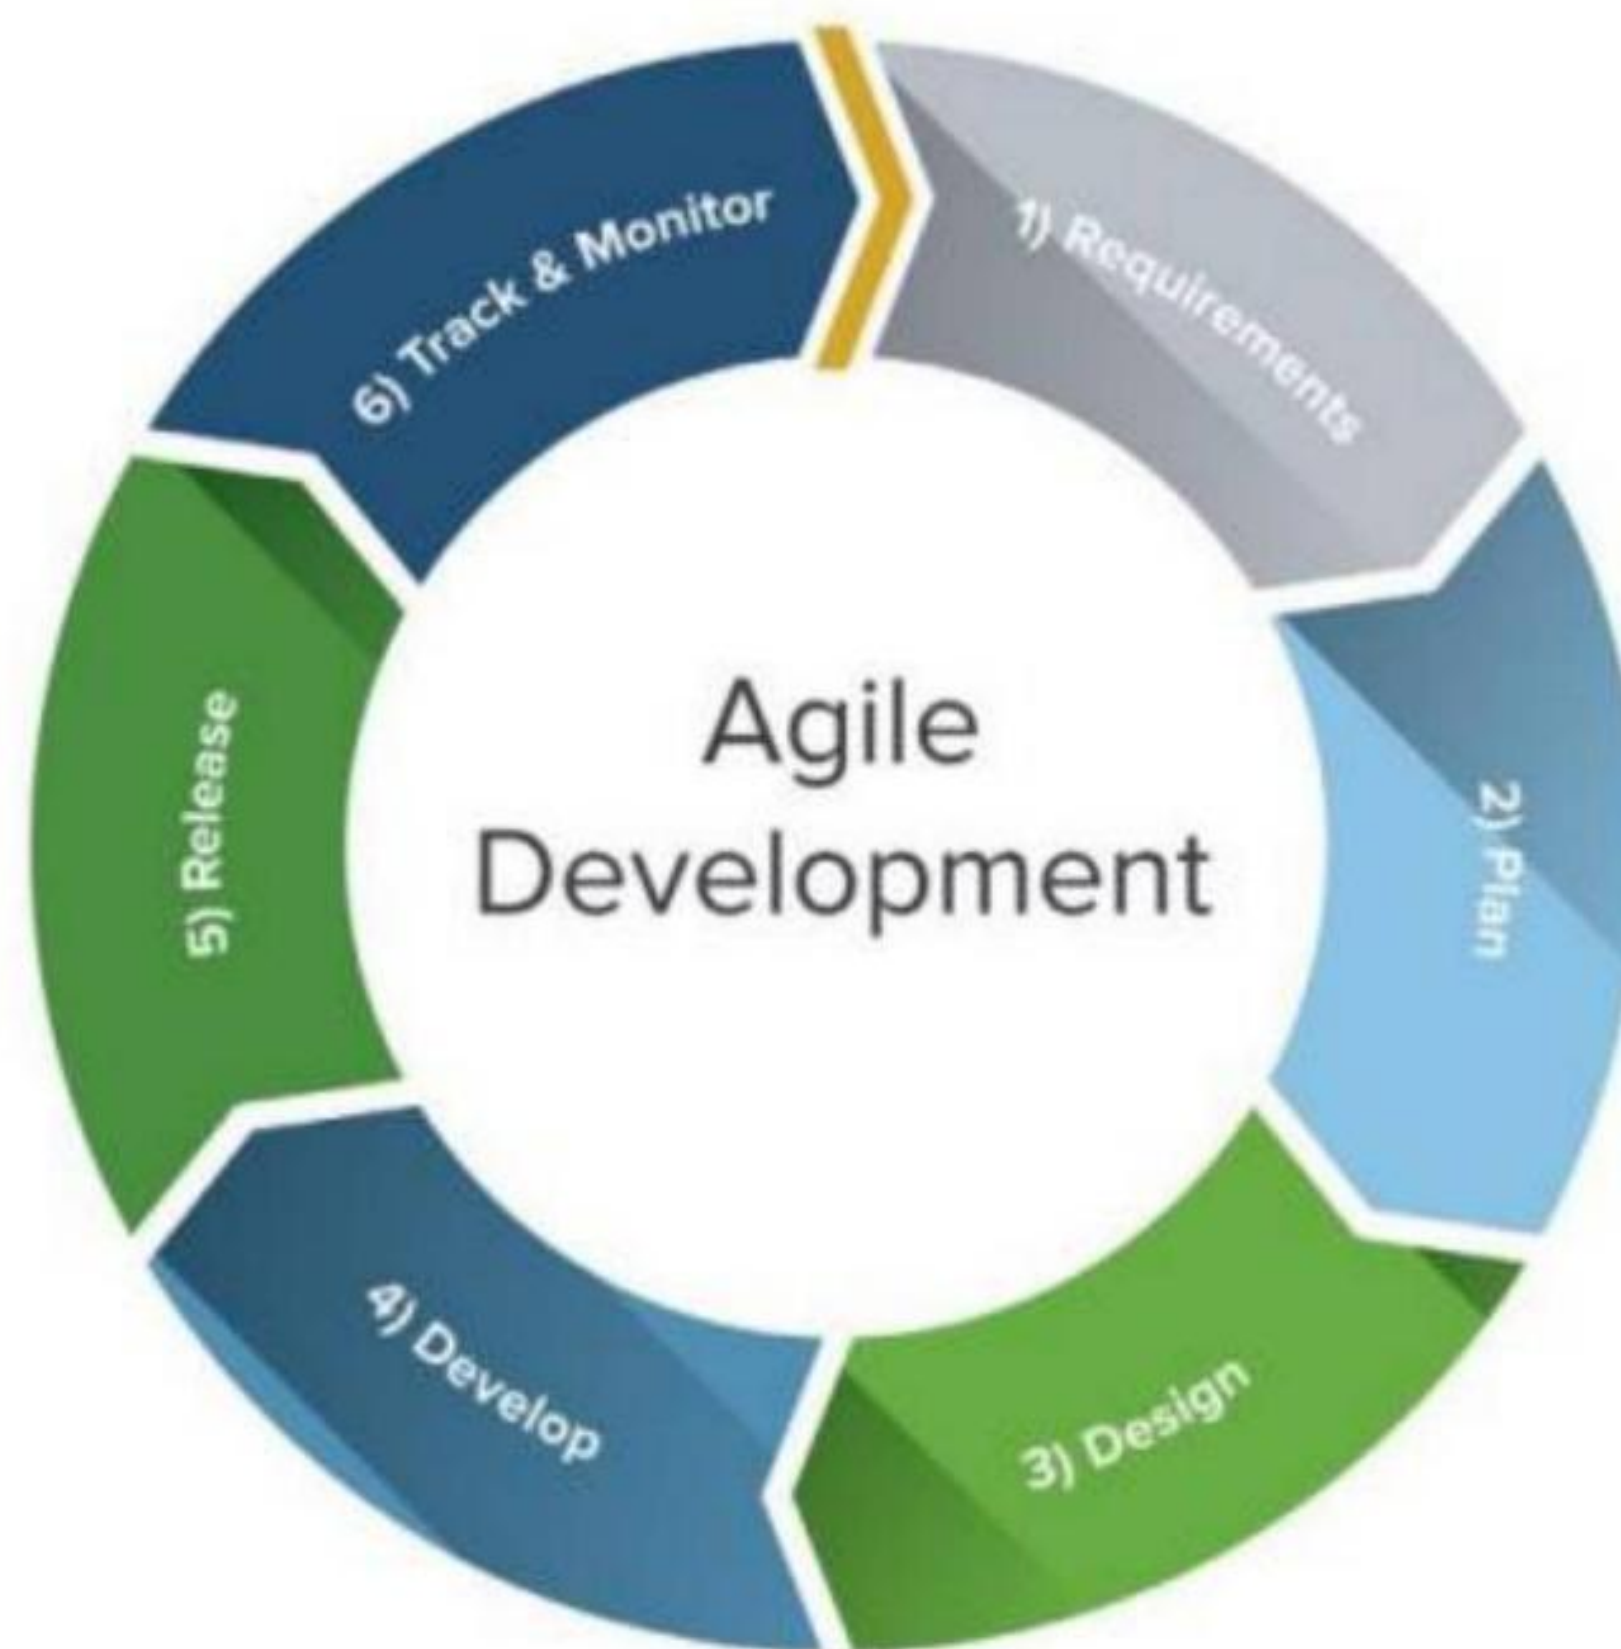 Agile
Development
1) Requirements
2) Plan
3) Design
4) Develop
5) Release
6) Track & Monitor